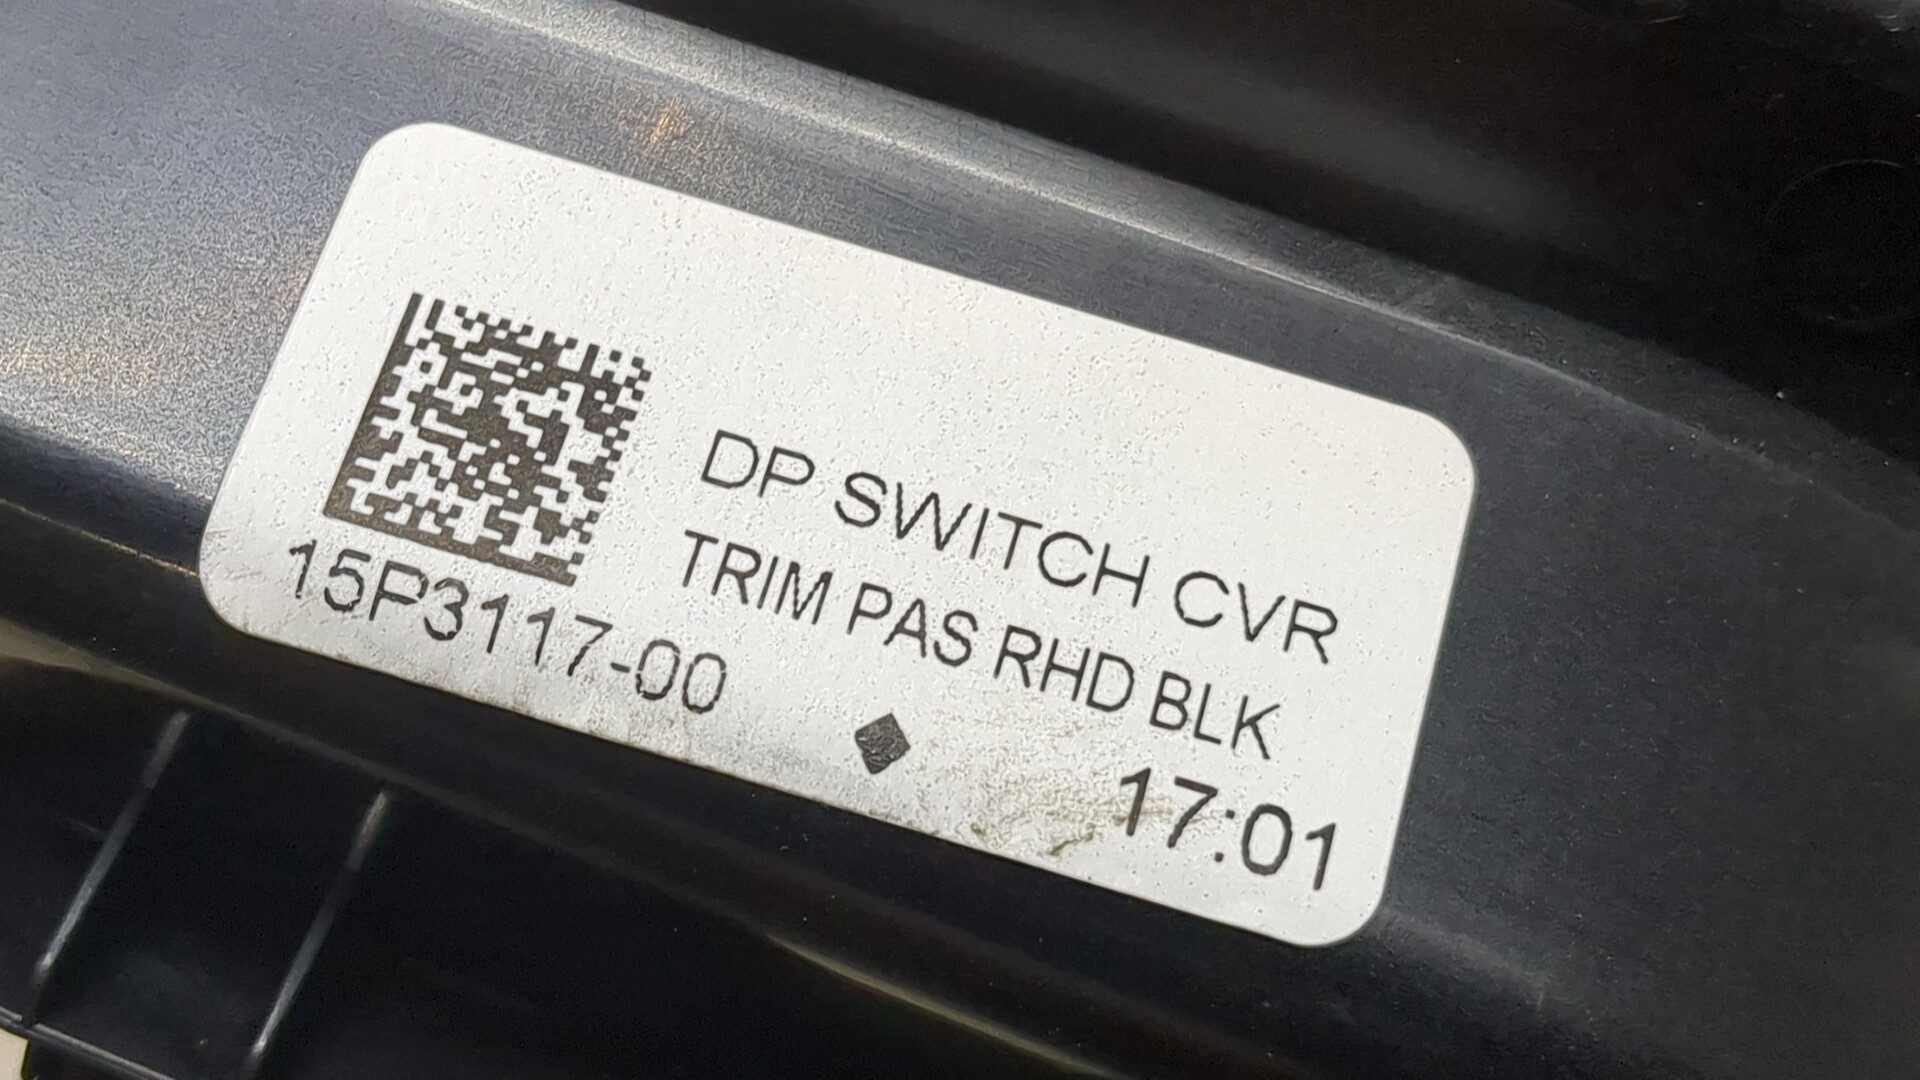 DP SWITCH CVR
TRIM PAS RHD BLK
15P3117-00
17:01